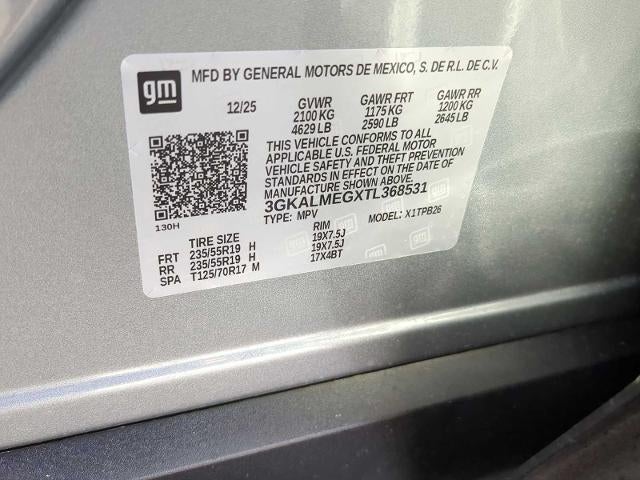 gm
MFD BY GENERAL MOTORS DE MEXICO, S. DE R.L. DE C.V.
12/25 GVWR GAWR FRT GAWR RR
2100 KG 1175 KG 1200 KG
4629 LB 2590 LB 2645 LB
THIS VEHICLE CONFORMS TO ALL
APPLICABLE U.S. FEDERAL MOTOR
VEHICLE SAFETY AND THEFT PREVENTION
STANDARDS IN EFFECT ON THE DATE OF
MANUFACTURE SHOWN ABOVE.
3GKALMEGXTL368531
TYPE: MPV MODEL: X1TPB26
130H
TIRE SIZE RIM
FRT 235/55R19 H 19X7.5J
RR 235/55R19 H 19X7.5J
SPA T125/70R17 M 17X4BT